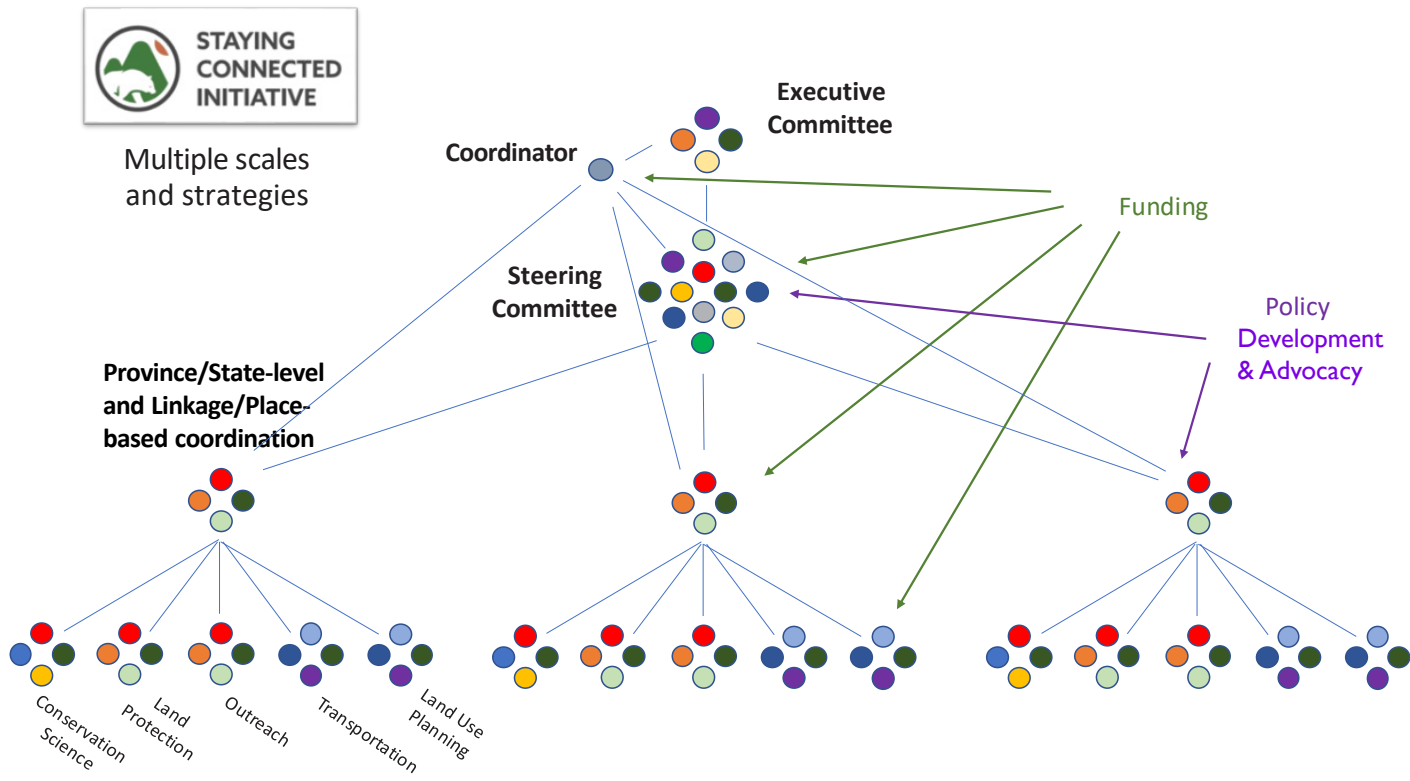 STAYING
CONNECTED
INITIATIVE
Multiple scales
and strategies
Executive
Committee
Coordinator
Funding
Steering
Committee
Policy
Development
& Advocacy
Province/State-level
and Linkage/Place-
based coordination
Conservation
Science
Land
Protection
Outreach
Transportation
Land Use
Planning